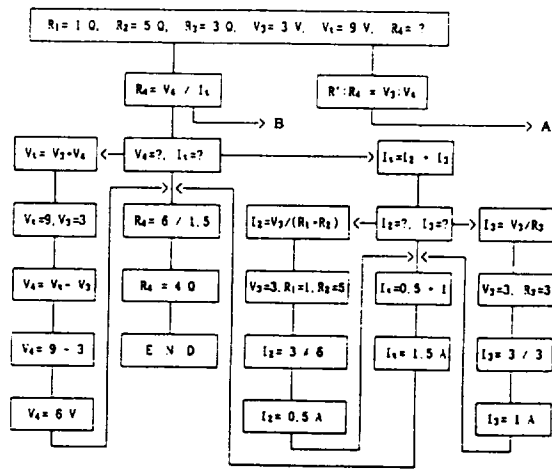 R₁= 1 Ω, R₂= 5 Ω, R₃= 3 Ω, V₃= 3 V, Vₜ= 9 V, R₄= ?
R₄= V₄ / Iₜ
R':R₄ = V₃:V₄
B
A
Vₜ= V₃+V₄
V₄=?, Iₜ=?
Iₜ=I₂ + I₃
Vₜ=9, V₃=3
R₄= 6 / 1.5
I₂=V₃/(R₁+R₂)
I₂=?, I₃=?
I₃= V₃/R₃
V₄= Vₜ- V₃
R₄ = 4 Ω
V₃=3, R₁=1, R₂=5
Iₜ=0.5 + 1
V₃=3, R₃=3
V₄= 9 - 3
E N D
I₂= 3 / 6
Iₜ= 1.5 A
I₃= 3 / 3
V₄= 6 V
I₂= 0.5 A
I₃= 1 A